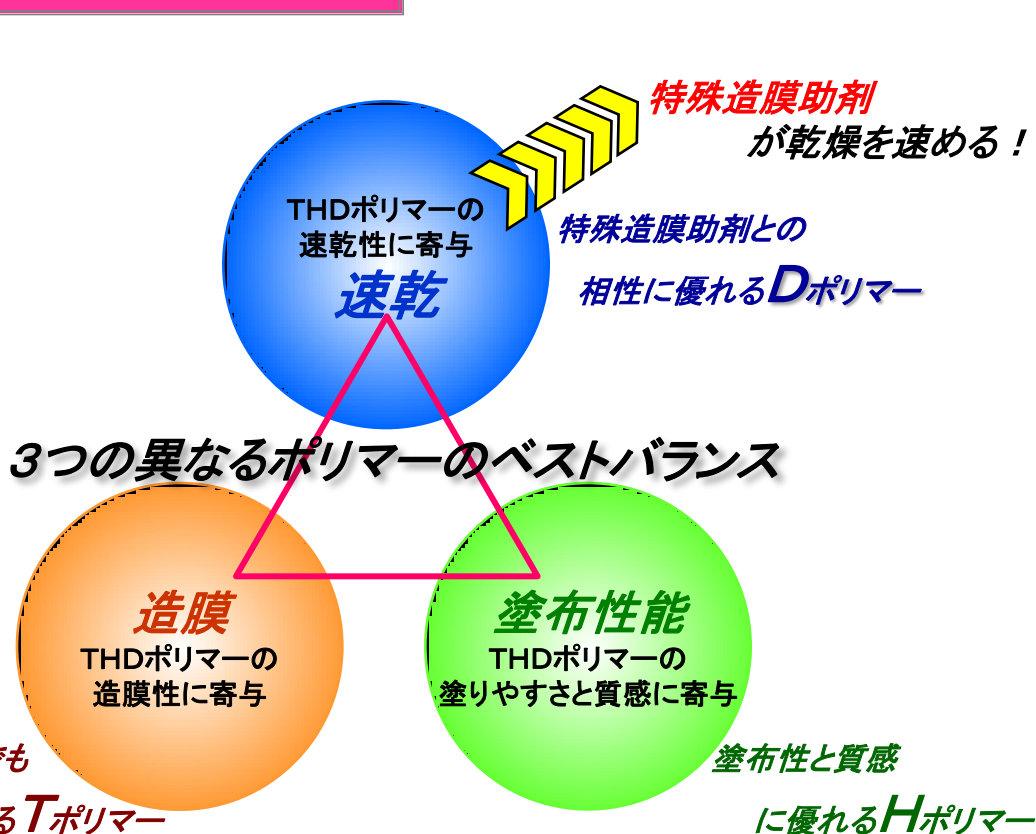 特殊造膜助剤
が乾燥を速める！
THDポリマーの
速乾性に寄与
速乾
特殊造膜助剤との
相性に優れるDポリマー
３つの異なるポリマーのベストバランス
造膜
THDポリマーの
造膜性に寄与
塗布性能
THDポリマーの
塗りやすさと質感に寄与
も
るTポリマー
塗布性と質感
に優れるHポリマー